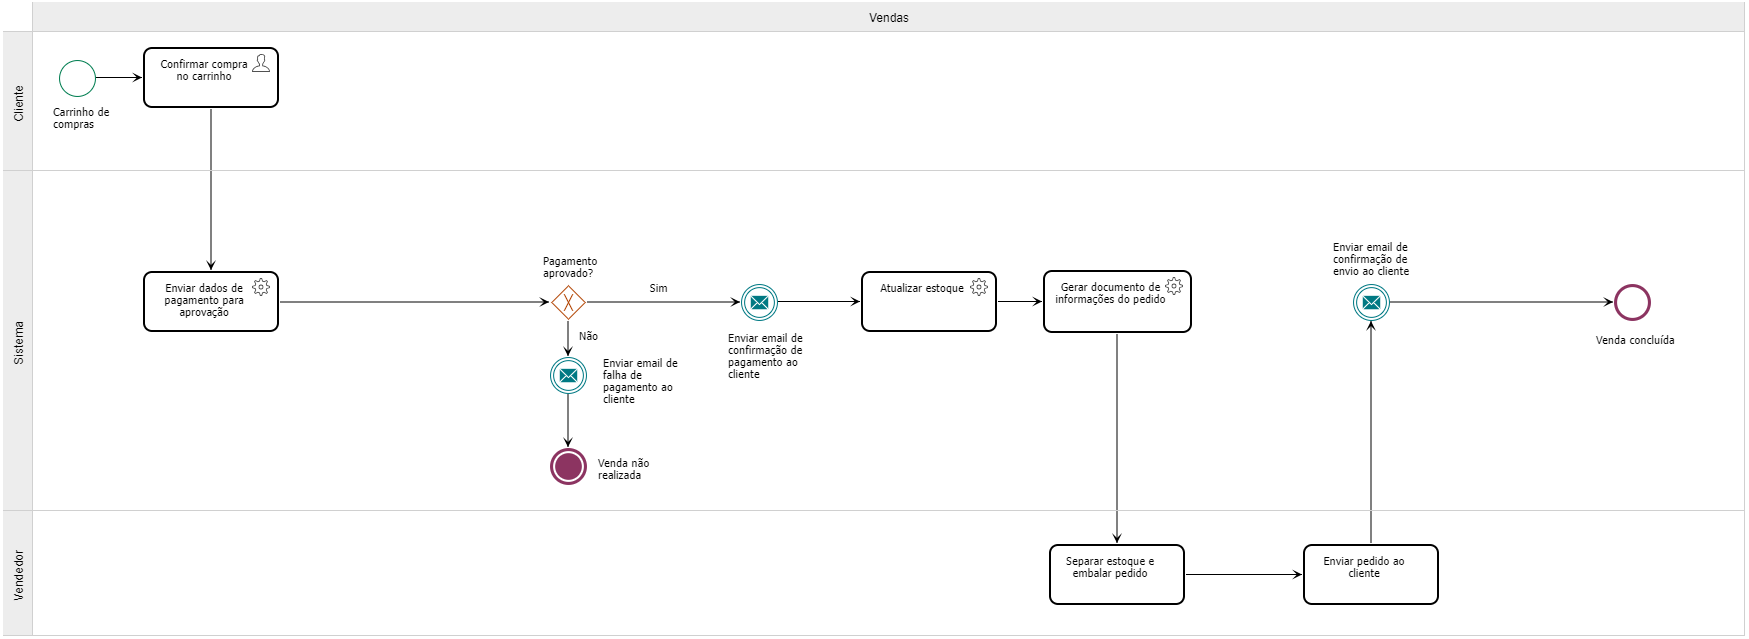 Vendas
Cliente
Carrinho de
compras
Confirmar compra
no carrinho
Sistema
Enviar dados de
pagamento para
aprovação
Pagamento
aprovado?
Sim
Não
Enviar email de
falha de
pagamento ao
cliente
Venda não
realizada
Enviar email de
confirmação de
pagamento ao
cliente
Atualizar estoque
Gerar documento de
informações do pedido
Enviar email de
confirmação de
envio ao cliente
Venda concluída
Vendedor
Separar estoque e
embalar pedido
Enviar pedido ao
cliente